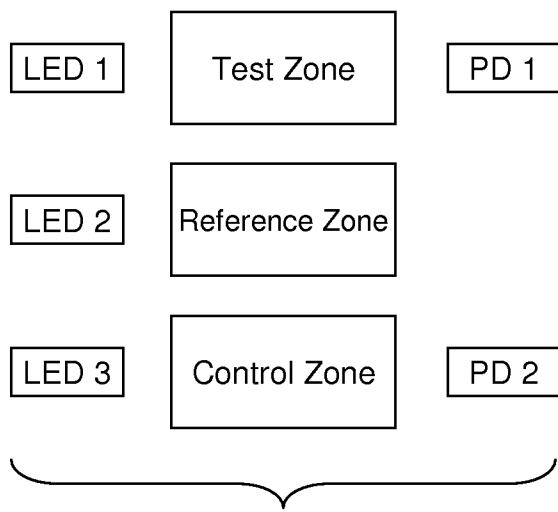 LED 1 Test Zone PD 1
LED 2 Reference Zone
LED 3 Control Zone PD 2